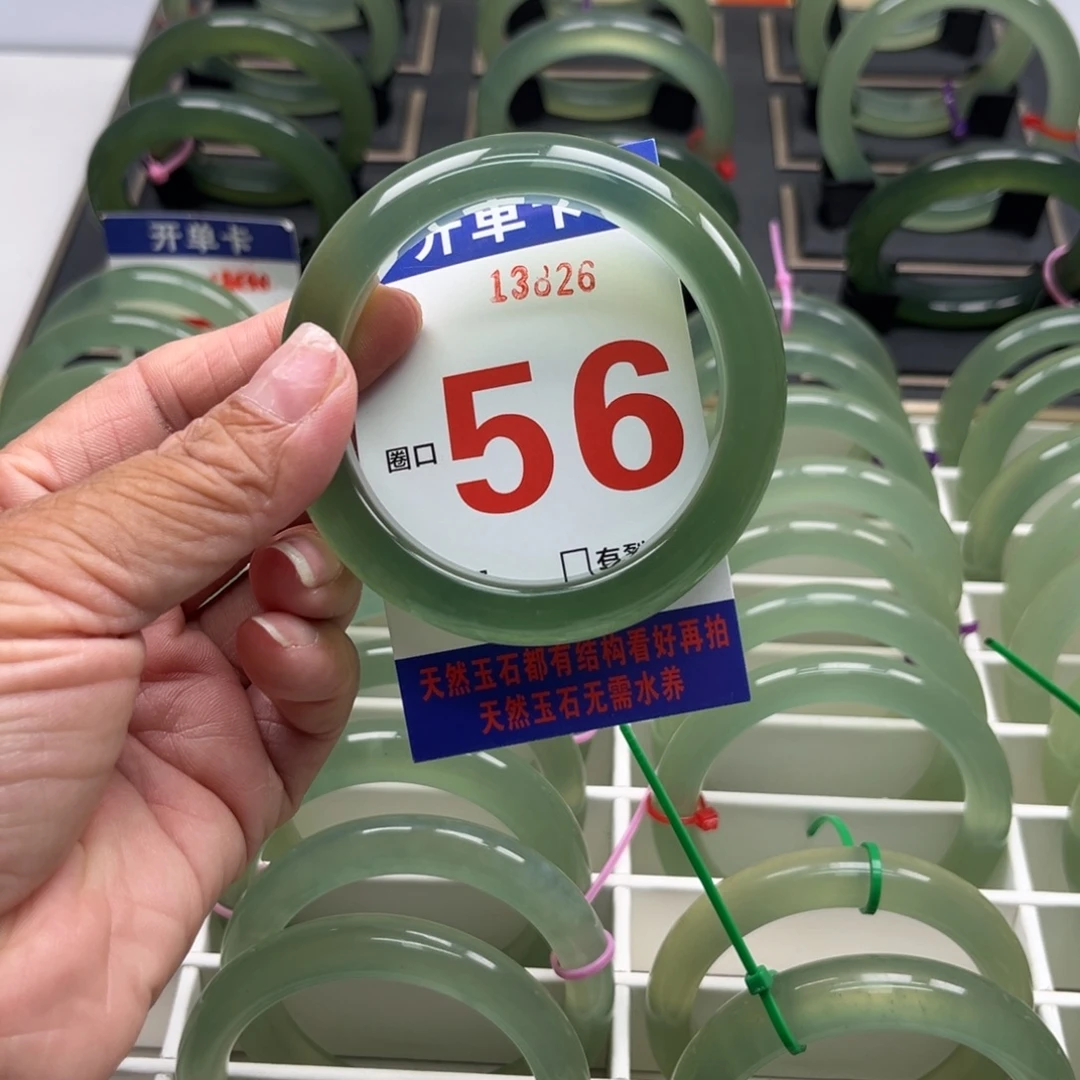 开单卡
开单卡
13826
圈口 56
有裂
天然玉石都有结构看好再拍
天然玉石无需水养